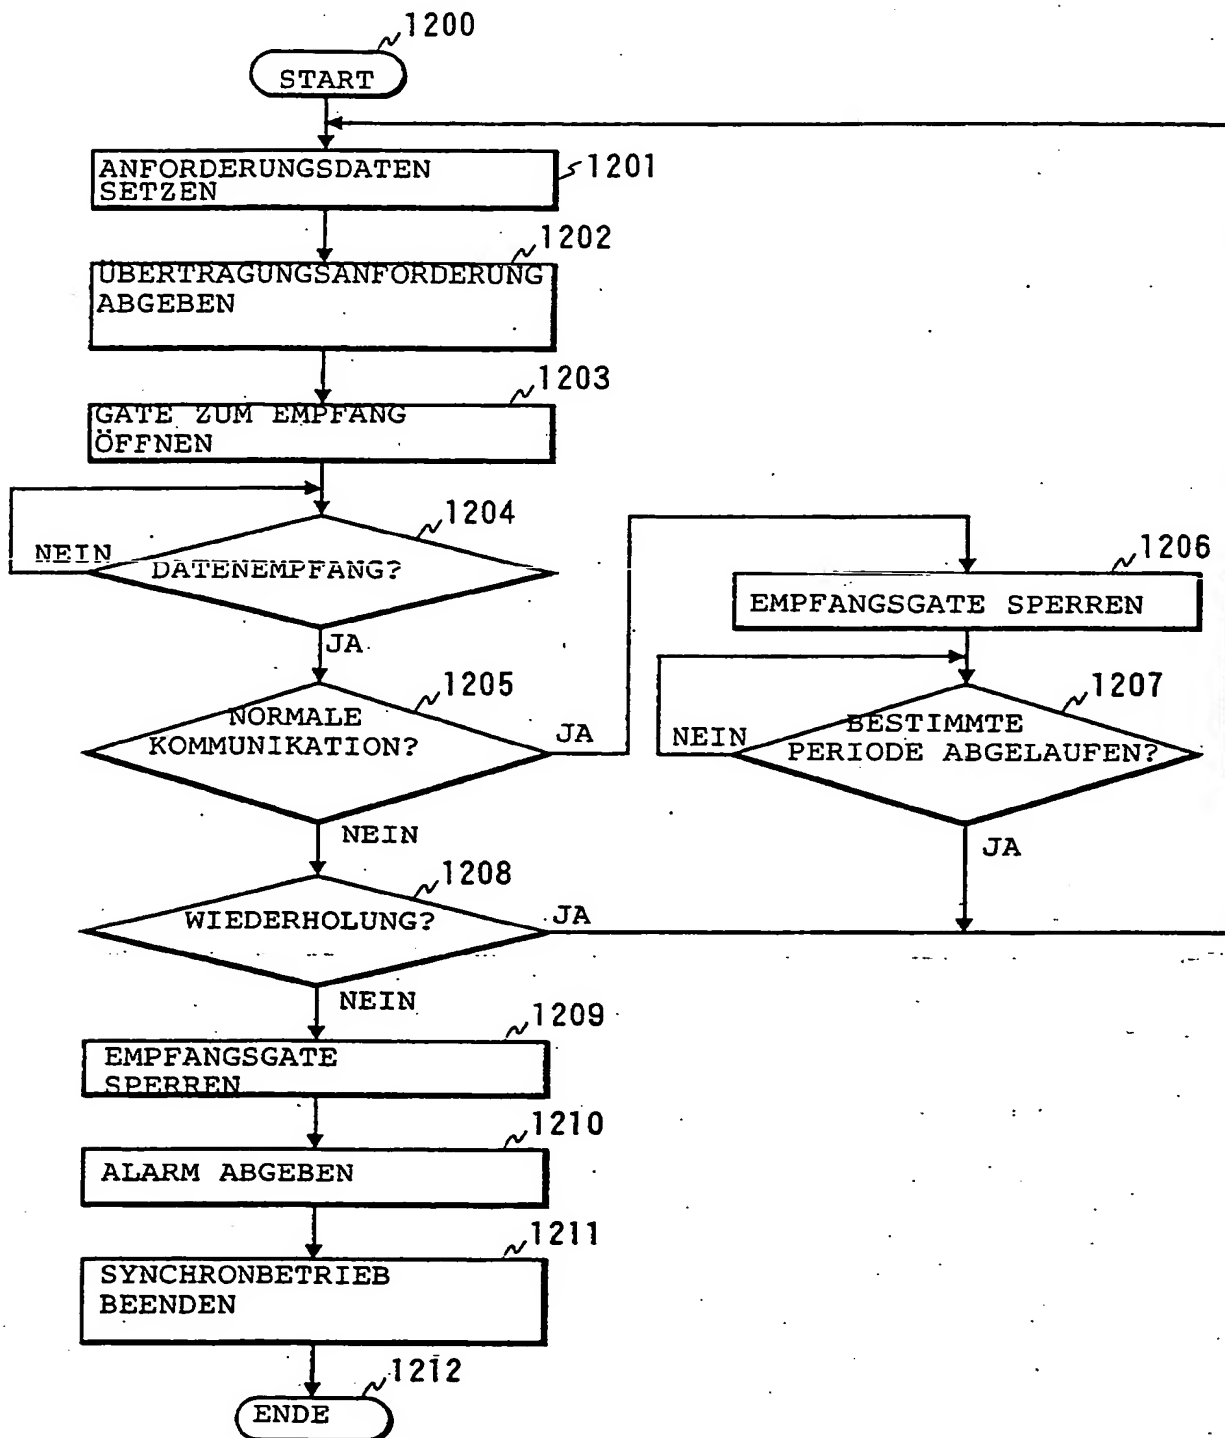 1200
START
ANFORDERUNGSDATEN
SETZEN
1201
1202
ÜBERTRAGUNGSANFORDERUNG
ABGEBEN
1203
GATE ZUM EMPFANG
ÖFFNEN
1204
NEIN
DATENEMPFANG?
JA
1205
NORMALE
KOMMUNIKATION?
JA
NEIN
1206
EMPFANGSGATE SPERREN
1207
BESTIMMTE
PERIODE ABGELAUFEN?
NEIN
JA
1208
WIEDERHOLUNG?
JA
NEIN
1209
EMPFANGSGATE
SPERREN
1210
ALARM ABGEBEN
1211
SYNCHRONBETRIEB
BEENDEN
1212
ENDE